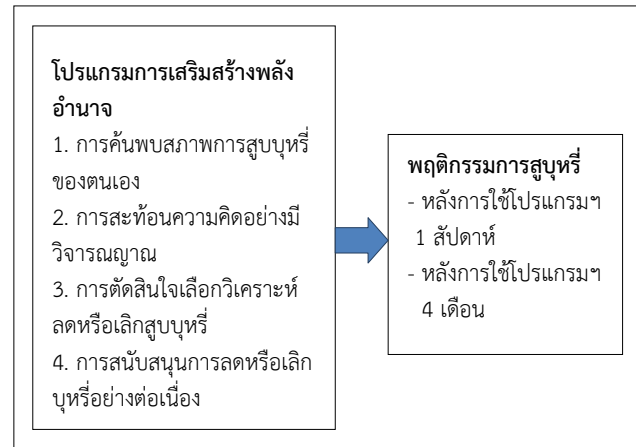 โปรแกรมการเสริมสร้างพลัง
อำนาจ
1. การค้นพบสภาพการสูบบุหรี่
ของตนเอง
2. การสะท้อนความคิดอย่างมี
วิจารณญาณ
3. การตัดสินใจเลือกวิเคราะห์
ลดหรือเลิกสูบบุหรี่
4. การสนับสนุนการลดหรือเลิก
บุหรี่อย่างต่อเนื่อง
พฤติกรรมการสูบุหรี่
- หลังการใช้โปรแกรมฯ
1 สัปดาห์
- หลังการใช้โปรแกรมฯ
4 เดือน